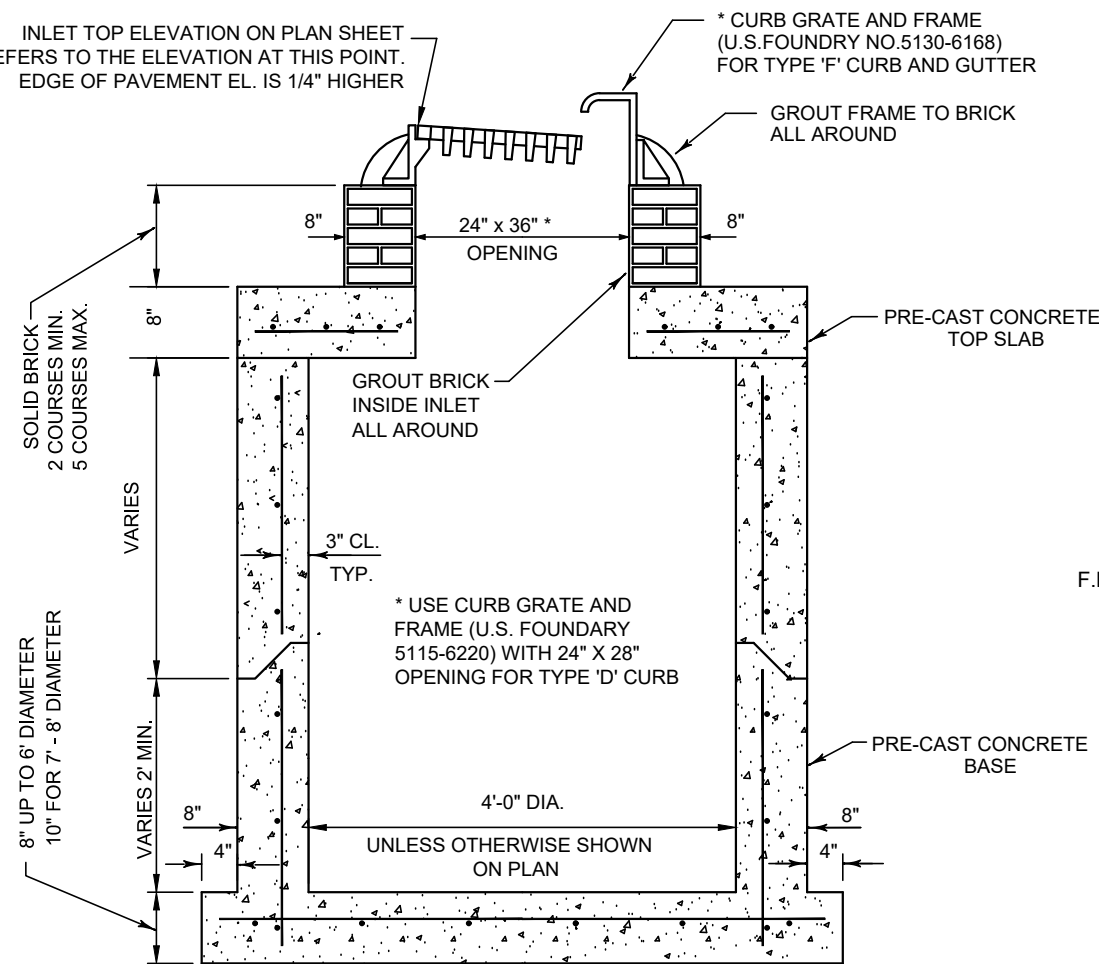 INLET TOP ELEVATION ON PLAN SHEET
EFERS TO THE ELEVATION AT THIS POINT.
EDGE OF PAVEMENT EL. IS 1/4" HIGHER
* CURB GRATE AND FRAME
(U.S.FOUNDRY NO.5130-6168)
FOR TYPE 'F' CURB AND GUTTER
GROUT FRAME TO BRICK
ALL AROUND
8"
24" x 36" *
OPENING
8"
SOLID BRICK
2 COURSES MIN.
5 COURSES MAX.
8"
PRE-CAST CONCRETE
TOP SLAB
GROUT BRICK
INSIDE INLET
ALL AROUND
VARIES
3" CL.
TYP.
* USE CURB GRATE AND
FRAME (U.S. FOUNDARY
5115-6220) WITH 24" X 28"
OPENING FOR TYPE 'D' CURB
F.
8" UP TO 6' DIAMETER
10" FOR 7' - 8' DIAMETER
VARIES 2' MIN.
PRE-CAST CONCRETE
BASE
8"
4'-0" DIA.
8"
4"
UNLESS OTHERWISE SHOWN
ON PLAN
4"